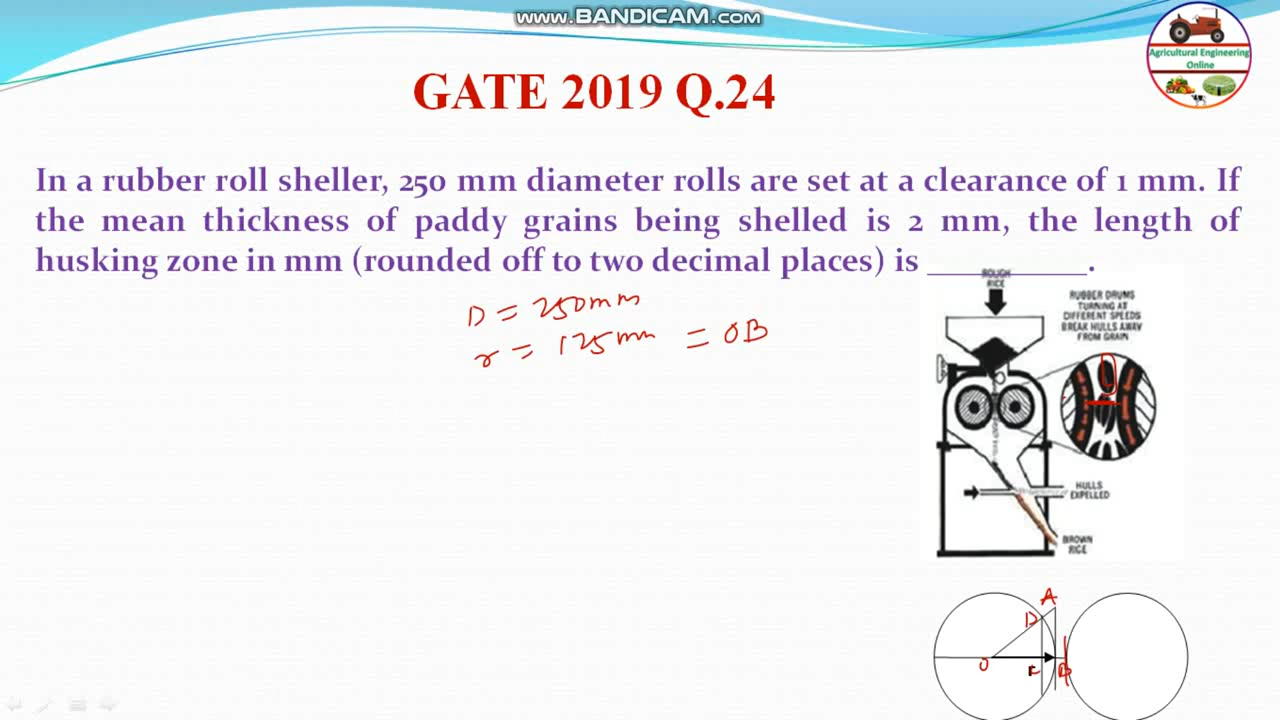 www.BANDICAM.com
Agricultural Engineering
Online
GATE 2019 Q.24
In a rubber roll sheller, 250 mm diameter rolls are set at a clearance of 1 mm. If
the mean thickness of paddy grains being shelled is 2 mm, the length of
husking zone in mm (rounded off to two decimal places) is __________.
D = 250mm
r = 125mm = OB
ROUGH
RICE
RUBBER DRUMS
TURNING AT
DIFFERENT SPEEDS
BREAK HULLS AWAY
FROM GRAIN
HULLS
EXPELLED
BROWN
RICE
A
D
O
C
B